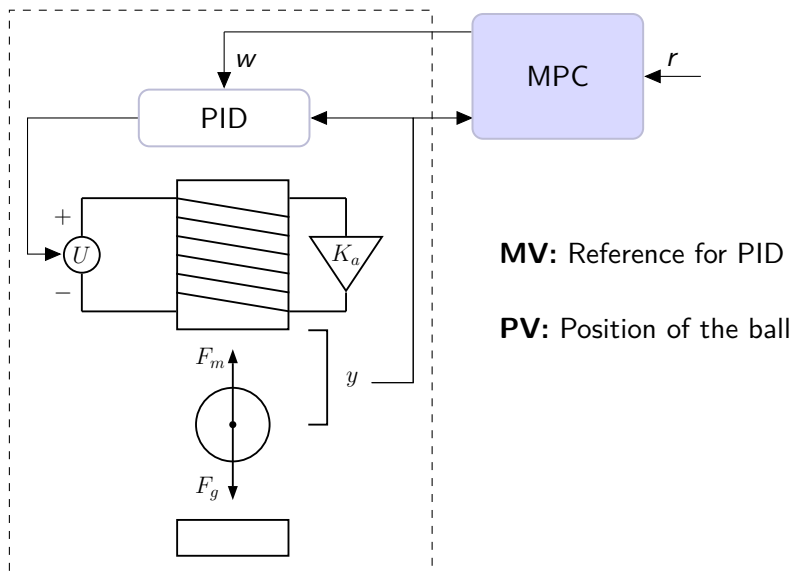 w
MPC
r
PID
+
U
−
K_a
MV: Reference for PID
PV: Position of the ball
F_m
y
F_g